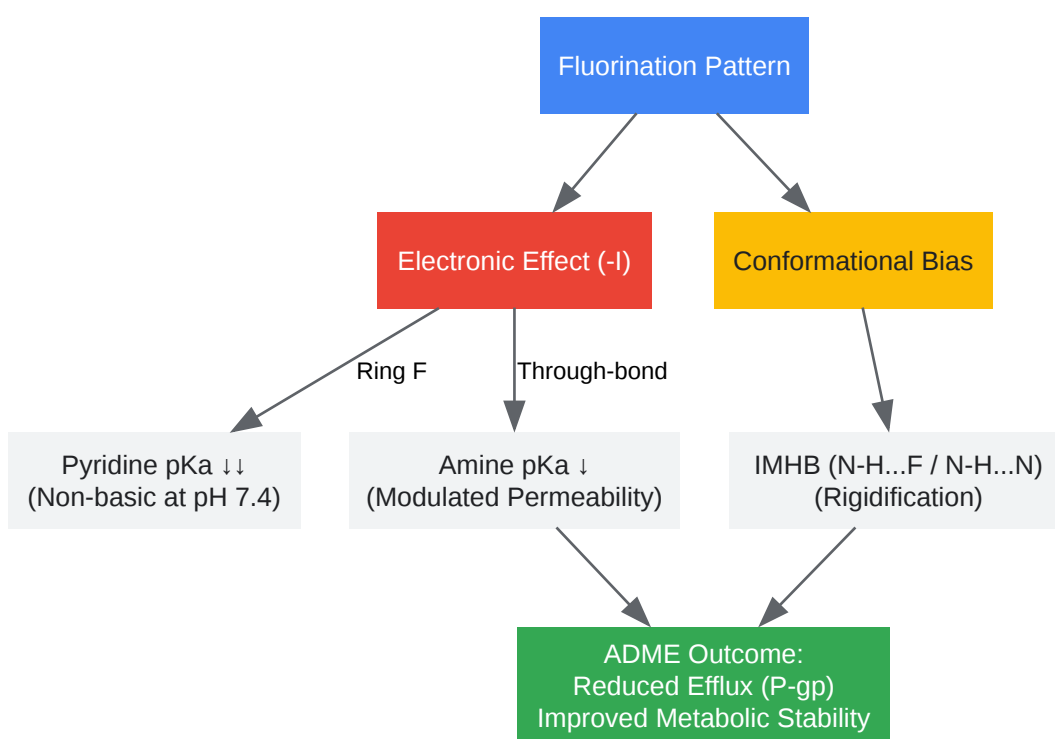 Fluorination Pattern
Electronic Effect (-I)
Conformational Bias
Ring F
Through-bond
Pyridine pKa ↓↓
(Non-basic at pH 7.4)
Amine pKa ↓
(Modulated Permeability)
IMHB (N-H...F / N-H...N)
(Rigidification)
ADME Outcome:
Reduced Efflux (P-gp)
Improved Metabolic Stability